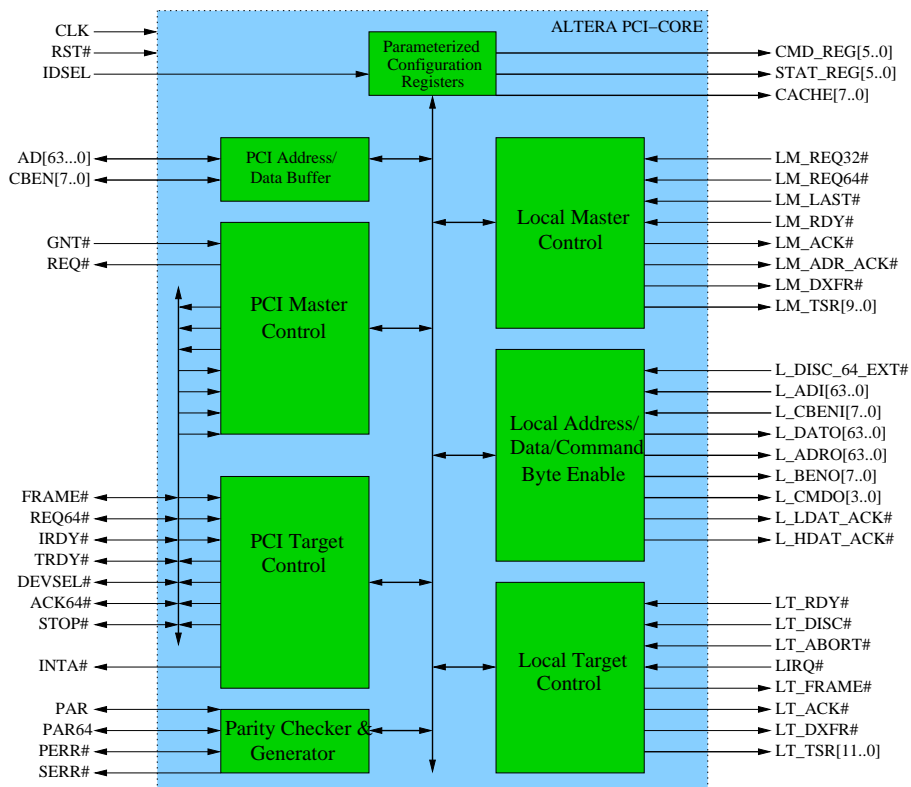 ALTERA PCI–CORE
CLK
RST#
IDSEL
Parameterized
Configuration
Registers
CMD_REG[5..0]
STAT_REG[5..0]
CACHE[7..0]
AD[63...0]
CBEN[7..0]
PCI Address/
Data Buffer
GNT#
REQ#
PCI Master
Control
FRAME#
REQ64#
IRDY#
TRDY#
DEVSEL#
ACK64#
STOP#
INTA#
PCI Target
Control
PAR
PAR64
PERR#
SERR#
Parity Checker &
Generator
Local Master
Control
LM_REQ32#
LM_REQ64#
LM_LAST#
LM_RDY#
LM_ACK#
LM_ADR_ACK#
LM_DXFR#
LM_TSR[9..0]
Local Address/
Data/Command
Byte Enable
L_DISC_64_EXT#
L_ADI[63..0]
L_CBENI[7..0]
L_DATO[63..0]
L_ADRO[63..0]
L_BENO[7..0]
L_CMDO[3..0]
L_LDAT_ACK#
L_HDAT_ACK#
Local Target
Control
LT_RDY#
LT_DISC#
LT_ABORT#
LIRQ#
LT_FRAME#
LT_ACK#
LT_DXFR#
LT_TSR[11..0]